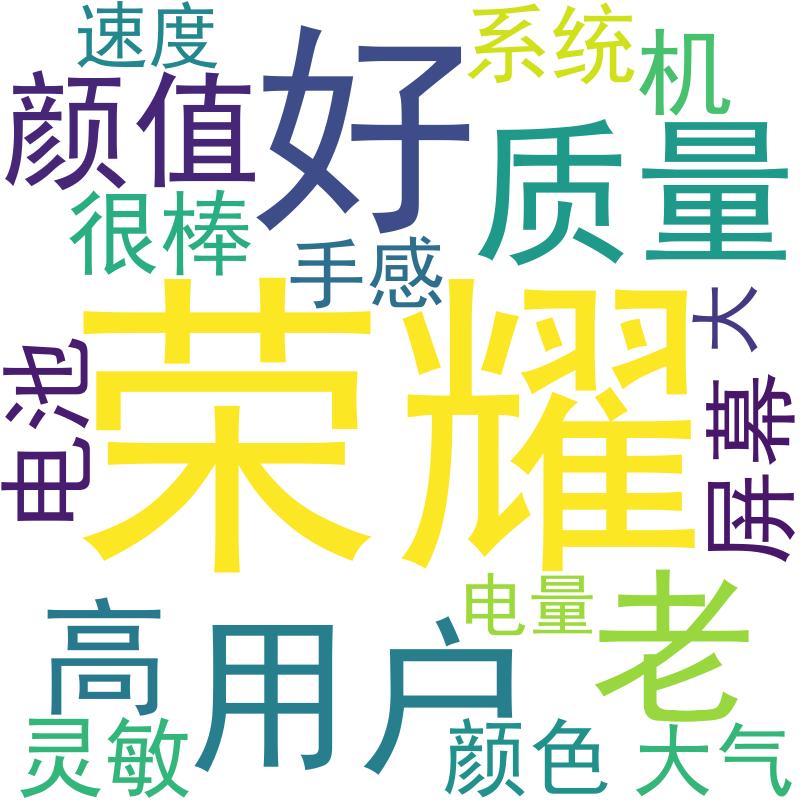 速度
系统
机
颜值
好
质量
很棒
手感
荣耀
大
电池
屏幕
电量
高
用户
老
灵敏
颜色
大气